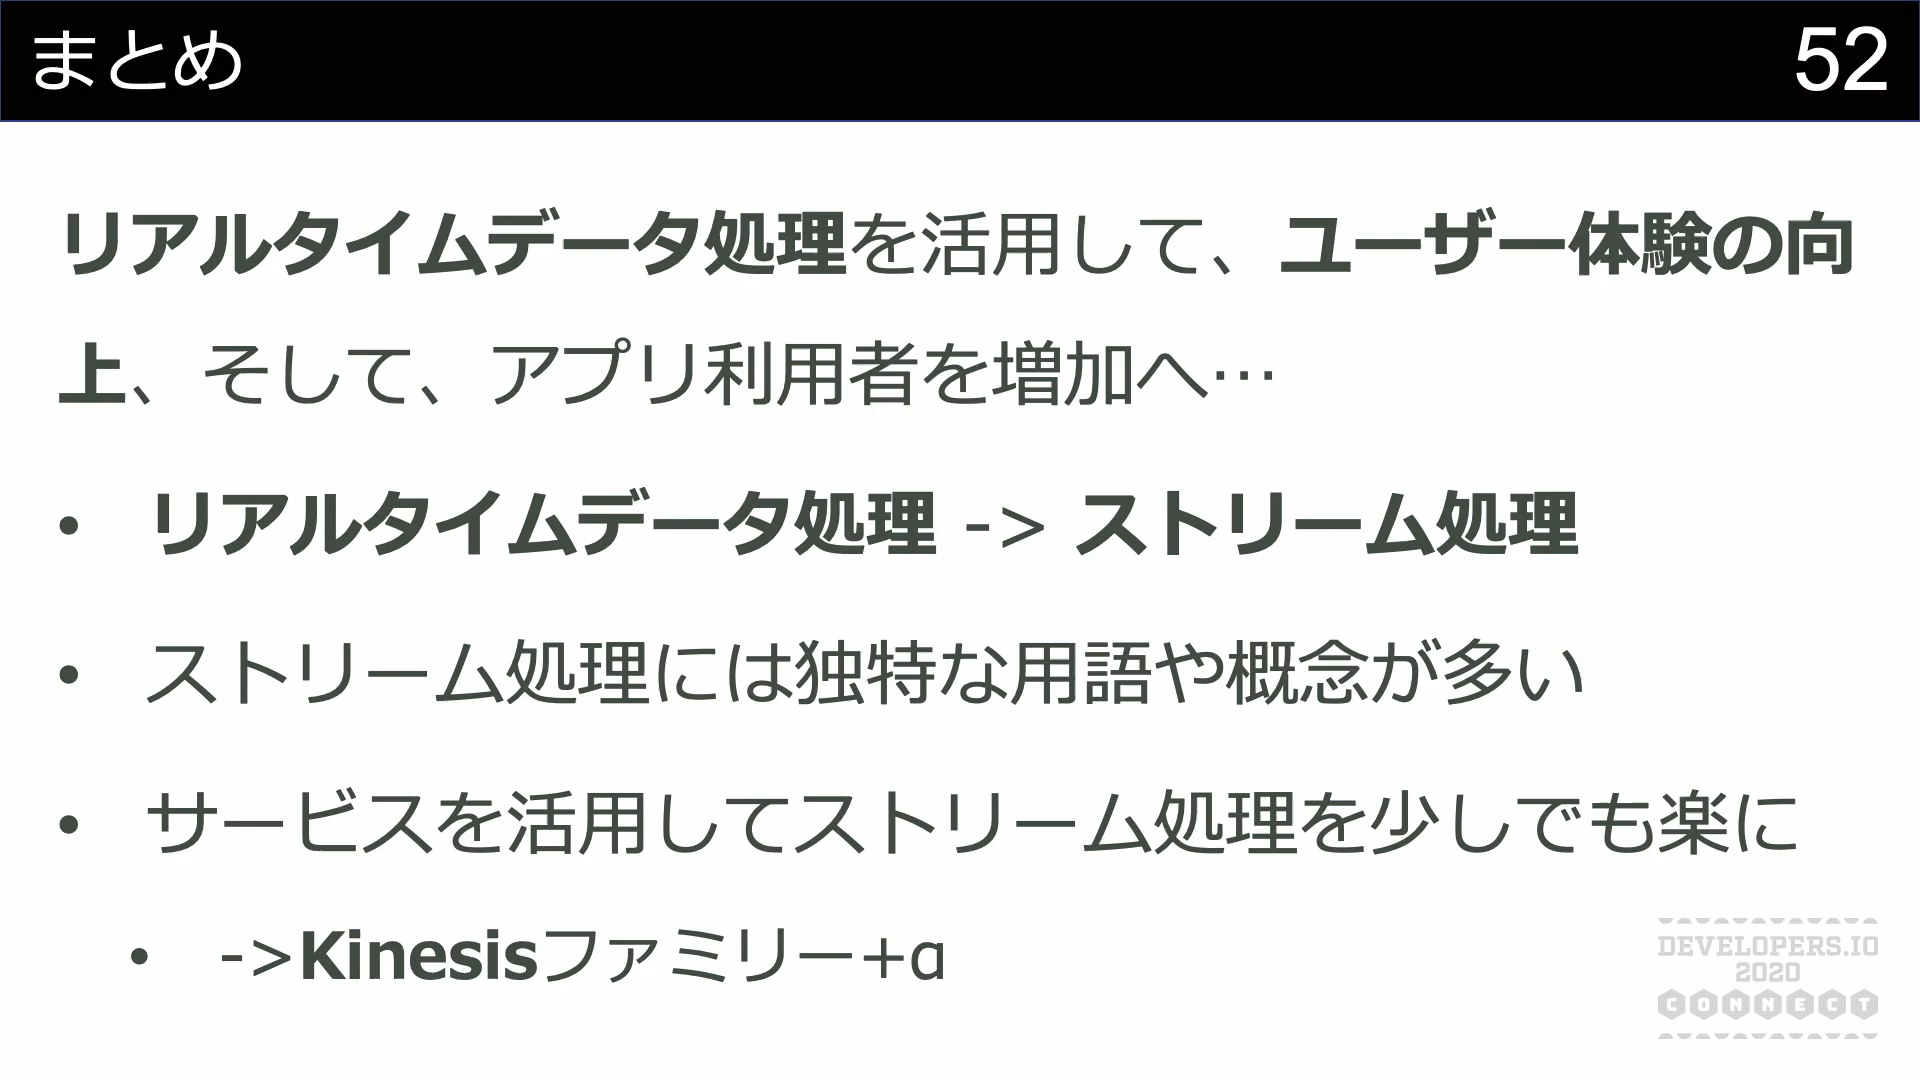 まとめ
52
リアルタイムデータ処理を活用して、ユーザー体験の向
上、そして、アプリ利用者を増加へ…
• リアルタイムデータ処理 -> ストリーム処理
• ストリーム処理には独特な用語や概念が多い
• サービスを活用してストリーム処理を少しでも楽に
• ->Kinesisファミリー+α
DEVELOPERS.IO
2020
CONNECT